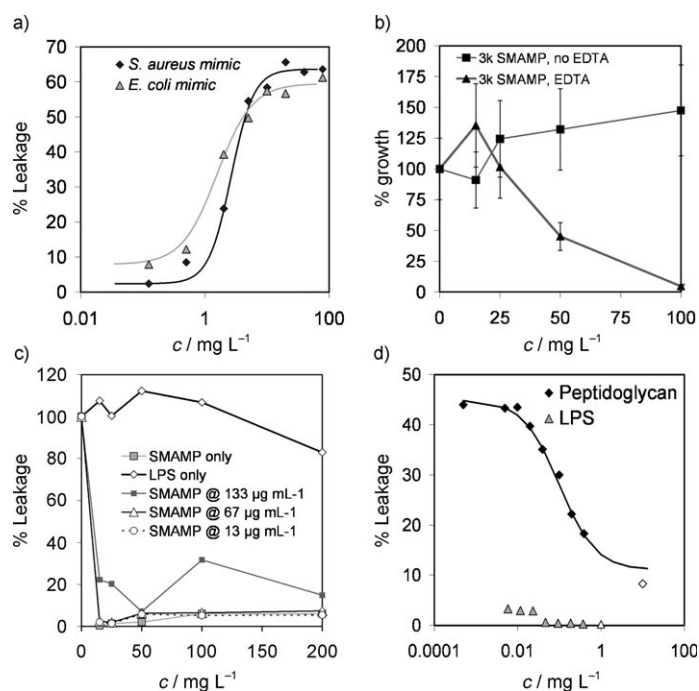 a)
70
60
50
40
30
20
10
0
% Leakage
S. aureus mimic
E. coli mimic
0.01
1
100
c / mg L⁻¹
b)
200
175
150
125
100
75
50
25
0
% growth
3k SMAMP, no EDTA
3k SMAMP, EDTA
0
25
50
75
100
c / mg L⁻¹
c)
120
100
80
60
40
20
0
% Leakage
SMAMP only
LPS only
SMAMP @ 133 µg mL-1
SMAMP @ 67 µg mL-1
SMAMP @ 13 µg mL-1
0
50
100
150
200
c / mg L⁻¹
d)
50
40
30
20
10
0
% Leakage
Peptidoglycan
LPS
0.0001
0.01
1
100
c / mg L⁻¹